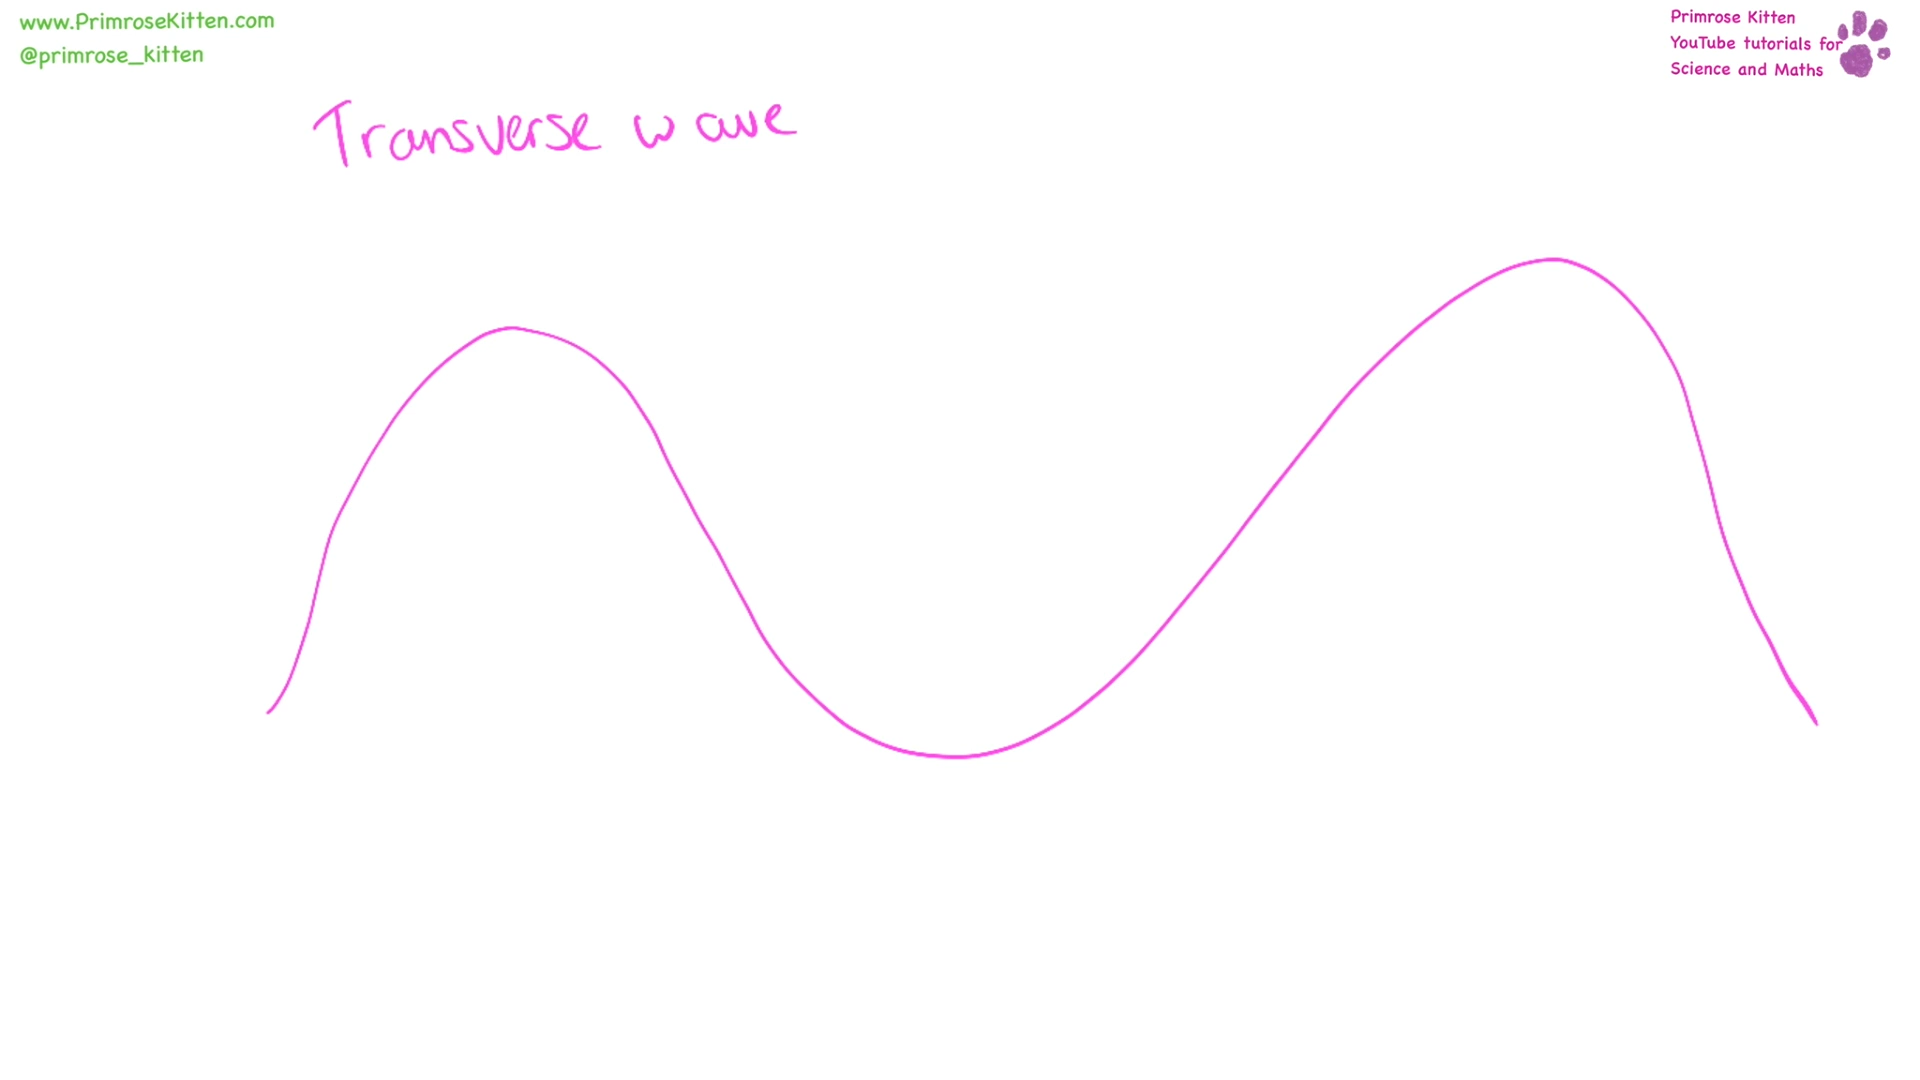 www.PrimroseKitten.com
@primrose_kitten
Primrose Kitten
YouTube tutorials for
Science and Maths
Transverse wave